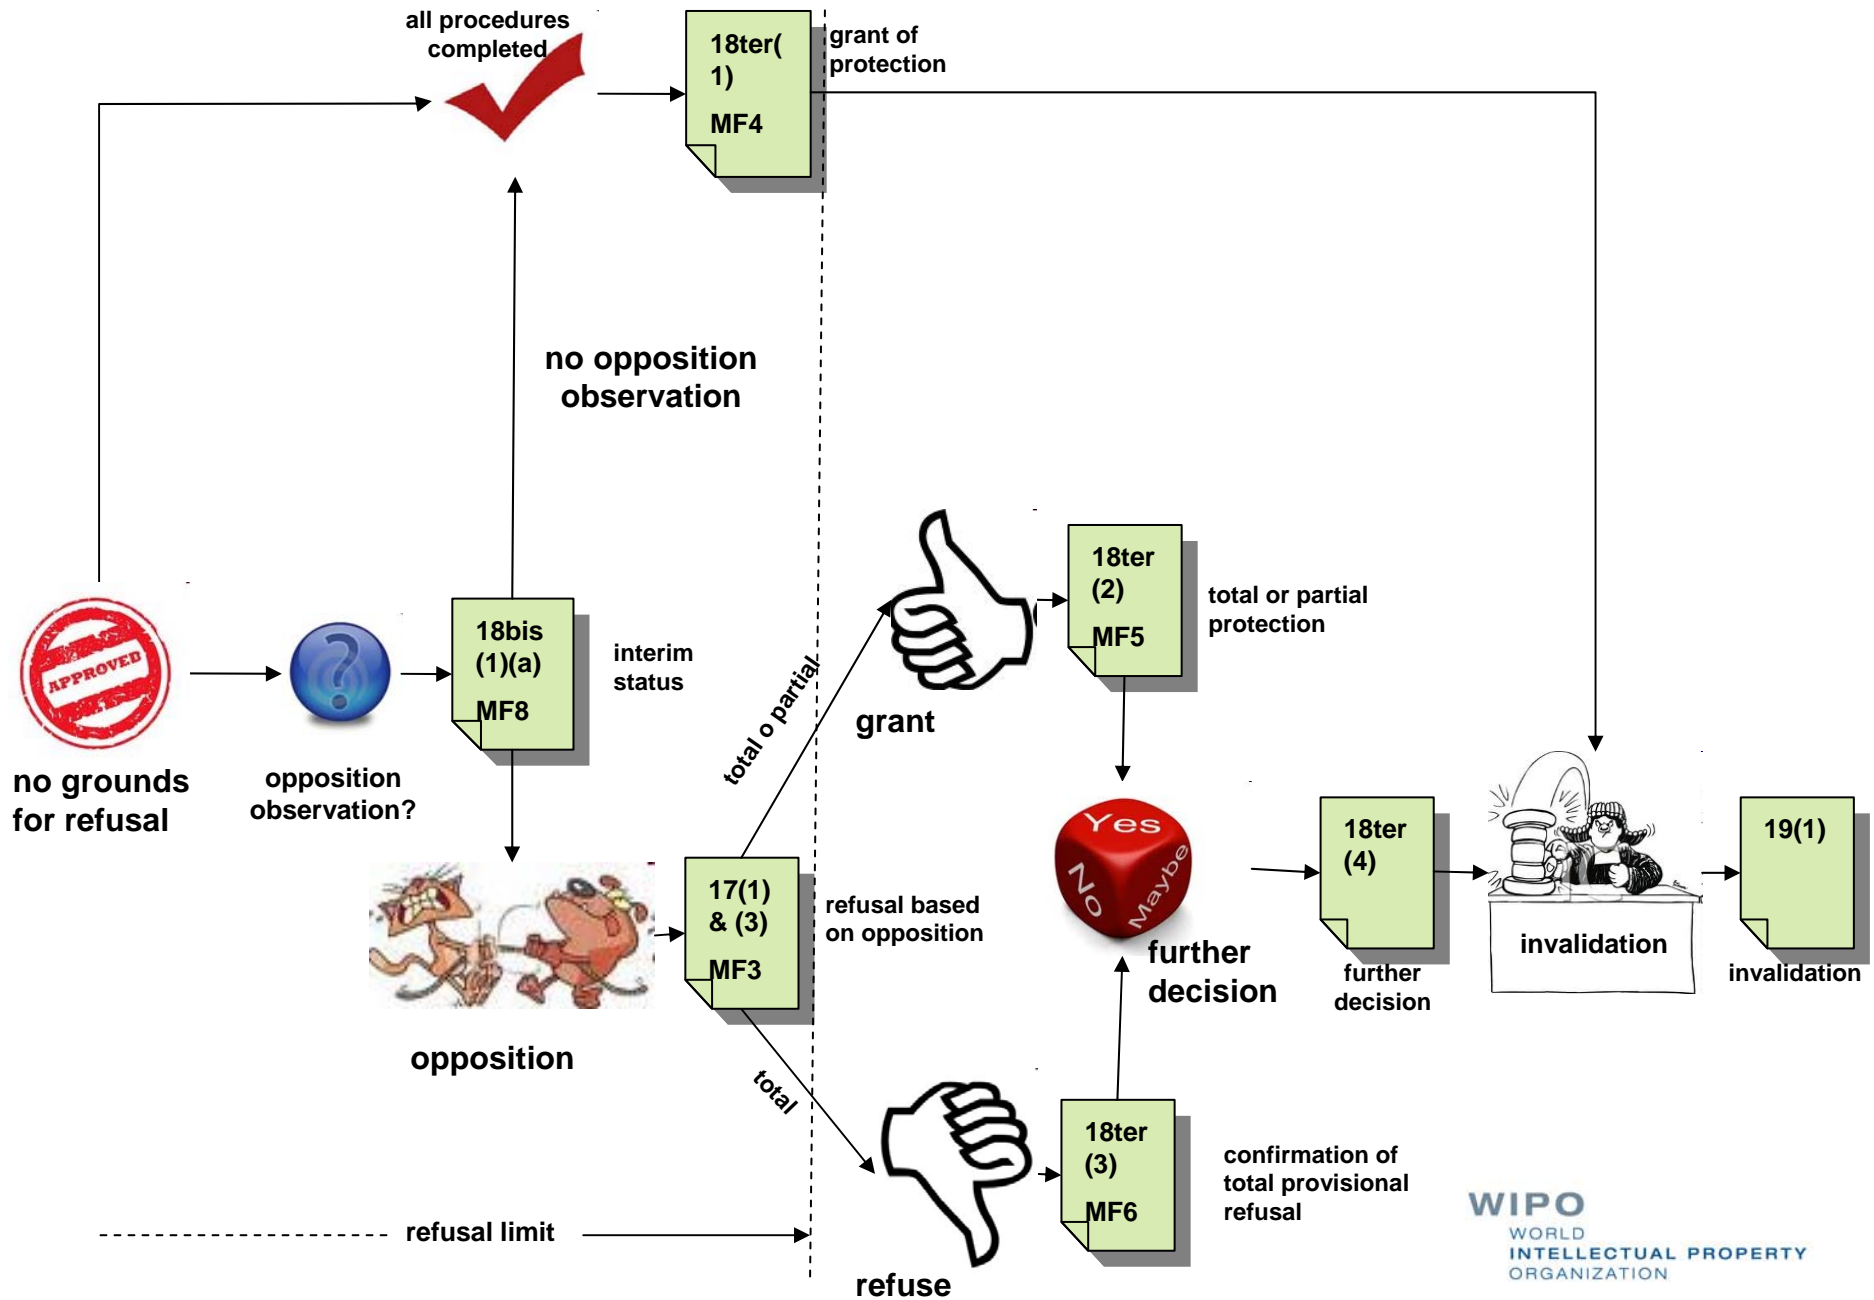 all procedures
completed
18ter(
1)
MF4
grant of
protection
no opposition
observation
APPROVED
no grounds
for refusal
opposition
observation?
18bis
(1)(a)
MF8
interim
status
opposition
17(1)
& (3)
MF3
refusal based
on opposition
total o partial
total
grant
18ter
(2)
MF5
total or partial
protection
Yes
No
Maybe
further
decision
18ter
(4)
further
decision
invalidation
19(1)
invalidation
refuse
18ter
(3)
MF6
confirmation of
total provisional
refusal
refusal limit
WIPO
WORLD
INTELLECTUAL PROPERTY
ORGANIZATION